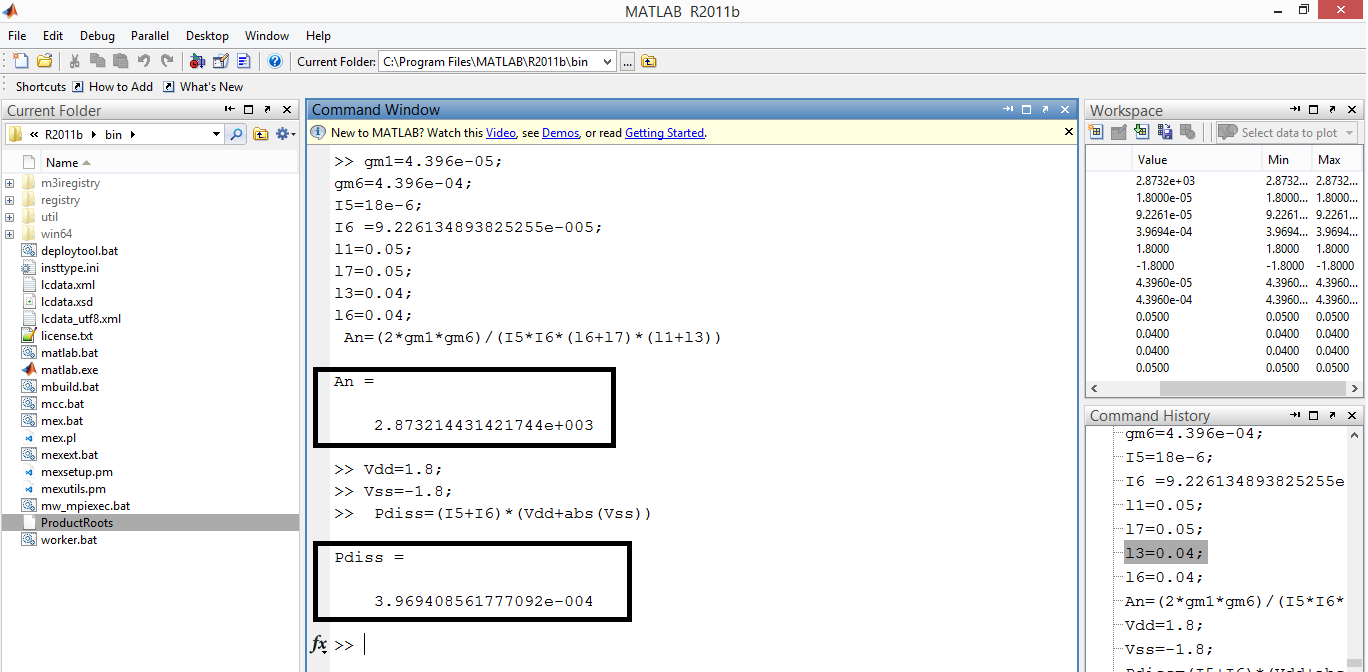 MATLAB R2011b
File Edit Debug Parallel Desktop Window Help
Current Folder: C:\Program Files\MATLAB\R2011b\bin ...
Shortcuts How to Add What's New
Current Folder
« R2011b bin
Name
m3iregistry
registry
util
win64
deploytool.bat
insttype.ini
lcdata.xml
lcdata.xsd
lcdata_utf8.xml
license.txt
matlab.bat
matlab.exe
mbuild.bat
mcc.bat
mex.bat
mex.pl
mexext.bat
mexsetup.pm
mexutils.pm
mw_mpiexec.bat
ProductRoots
worker.bat
Command Window
New to MATLAB? Watch this Video, see Demos, or read Getting Started.
>> gm1=4.396e-05;
gm6=4.396e-04;
I5=18e-6;
I6 =9.226134893825255e-005;
l1=0.05;
l7=0.05;
l3=0.04;
l6=0.04;
An=(2*gm1*gm6)/(I5*I6*(l6+l7)*(l1+l3))
An =
2.873214431421744e+003
>> Vdd=1.8;
>> Vss=-1.8;
>> Pdiss=(I5+I6)*(Vdd+abs(Vss))
Pdiss =
3.969408561777092e-004
fx >>
Workspace
Select data to plot
Value Min Max
2.8732e+03 2.8732... 2.8732...
1.8000e-05 1.8000... 1.8000...
9.2261e-05 9.2261... 9.2261...
3.9694e-04 3.9694... 3.9694...
1.8000 1.8000 1.8000
-1.8000 -1.8000 -1.8000
4.3960e-05 4.3960... 4.3960...
4.3960e-04 4.3960... 4.3960...
0.0500 0.0500 0.0500
0.0400 0.0400 0.0400
0.0400 0.0400 0.0400
0.0500 0.0500 0.0500
Command History
gm6=4.396e-04;
I5=18e-6;
I6 =9.226134893825255e
l1=0.05;
l7=0.05;
l3=0.04;
l6=0.04;
An=(2*gm1*gm6)/(I5*I6*
Vdd=1.8;
Vss=-1.8;
Pdiss=(I5+I6)*(Vdd+abs